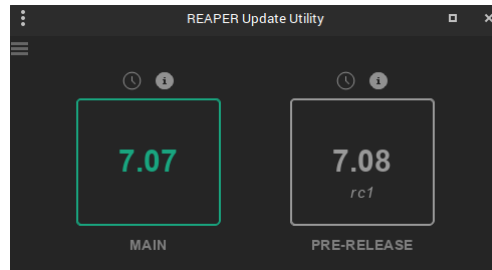 REAPER Update Utility
7.07
7.08
rc1
MAIN
PRE-RELEASE